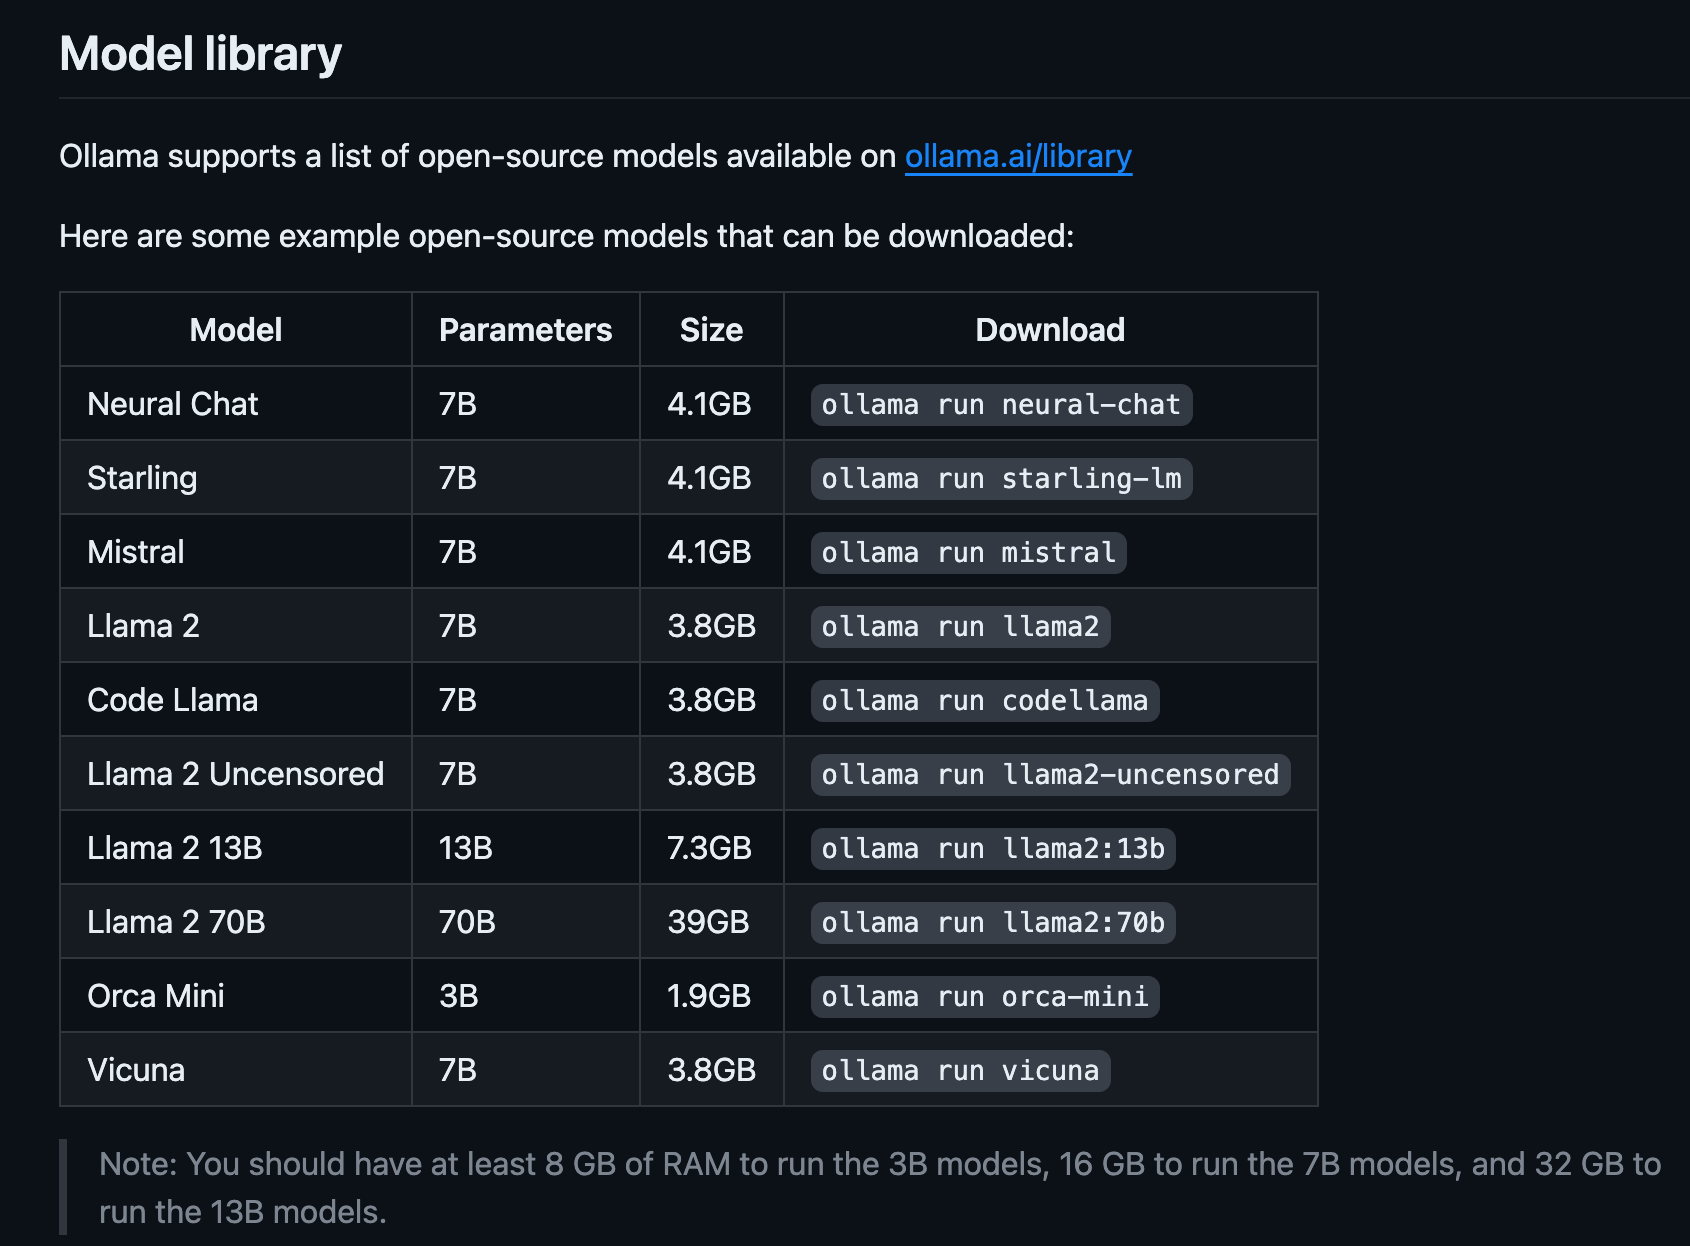 Model library
Ollama supports a list of open-source models available on ollama.ai/library
Here are some example open-source models that can be downloaded:
Model Parameters Size Download
Neural Chat 7B 4.1GB ollama run neural-chat
Starling 7B 4.1GB ollama run starling-lm
Mistral 7B 4.1GB ollama run mistral
Llama 2 7B 3.8GB ollama run llama2
Code Llama 7B 3.8GB ollama run codellama
Llama 2 Uncensored 7B 3.8GB ollama run llama2-uncensored
Llama 2 13B 13B 7.3GB ollama run llama2:13b
Llama 2 70B 70B 39GB ollama run llama2:70b
Orca Mini 3B 1.9GB ollama run orca-mini
Vicuna 7B 3.8GB ollama run vicuna
Note: You should have at least 8 GB of RAM to run the 3B models, 16 GB to run the 7B models, and 32 GB to
run the 13B models.